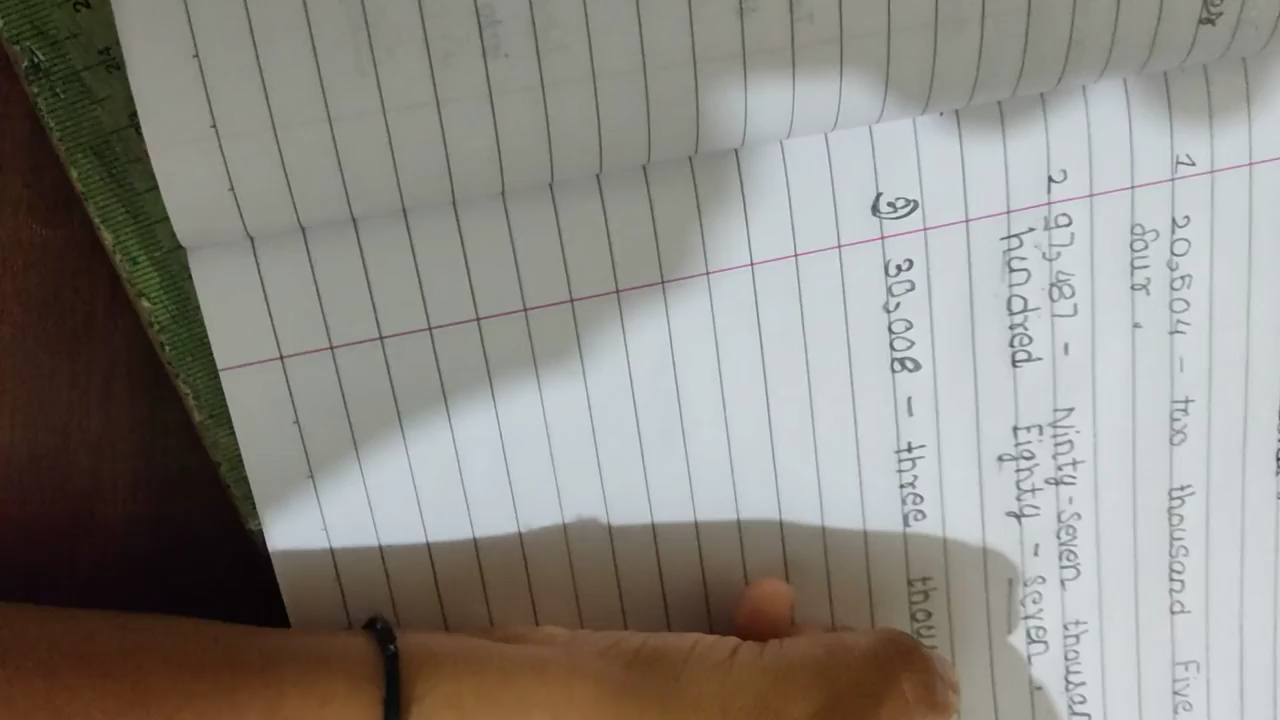 1 20,504 - two thousand Five
four.
2 97,487 - Ninty-seven thousan
hundred Eighty - seven.
3) 30,008 - three thou